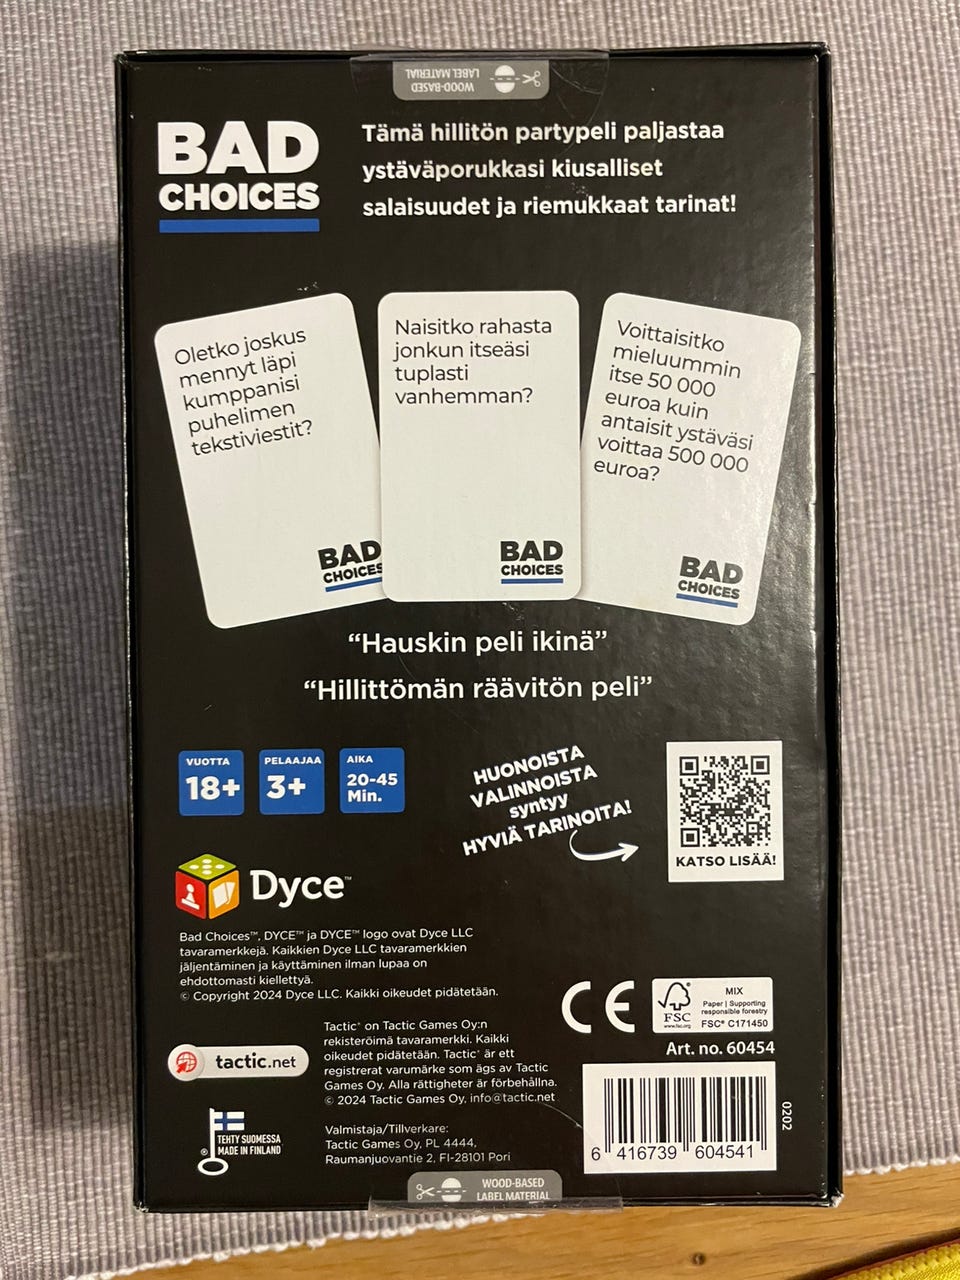 WOOD-BASED
LABEL MATERIAL
BAD
CHOICES
Tämä hillitön partypeli paljastaa
ystäväporukkasi kiusalliset
salaisuudet ja riemukkaat tarinat!
Oletko joskus
mennyt läpi
kumppanisi
puhelimen
tekstiviestit?
BAD
CHOICES
Naisitko rahasta
jonkun itseäsi
tuplasti
vanhemman?
BAD
CHOICES
Voittaisitko
mieluummin
itse 50 000
euroa kuin
antaisit ystäväsi
voittaa 500 000
euroa?
BAD
CHOICES
“Hauskin peli ikinä”
“Hillittömän räävitön peli”
VUOTTA
18+
PELAAJAA
3+
AIKA
20-45
Min.
HUONOISTA
VALINNOISTA
syntyy
HYVIÄ TARINOITA!
KATSO LISÄÄ!
Dyce™
Bad Choices™, DYCE™ ja DYCE™ logo ovat Dyce LLC
tavaramerkkejä. Kaikkien Dyce LLC tavaramerkkien
jäljentäminen ja käyttäminen ilman lupaa on
ehdottomasti kiellettyä.
© Copyright 2024 Dyce LLC. Kaikki oikeudet pidätetään.
CE
FSC
www.fsc.org
MIX
Paper | Supporting
responsible forestry
FSC® C171450
Art. no. 60454
tactic.net
Tactic® on Tactic Games Oy:n
rekisteröimä tavaramerkki. Kaikki
oikeudet pidätetään. Tactic® är ett
registrerat varumärke som ägs av Tactic
Games Oy. Alla rättigheter är förbehållna.
© 2024 Tactic Games Oy, info@tactic.net
TEHTY SUOMESSA
MADE IN FINLAND
Valmistaja/Tillverkare:
Tactic Games Oy, PL 4444,
Raumanjuovantie 2, FI-28101 Pori
6 416739 604541
0202
WOOD-BASED
LABEL MATERIAL